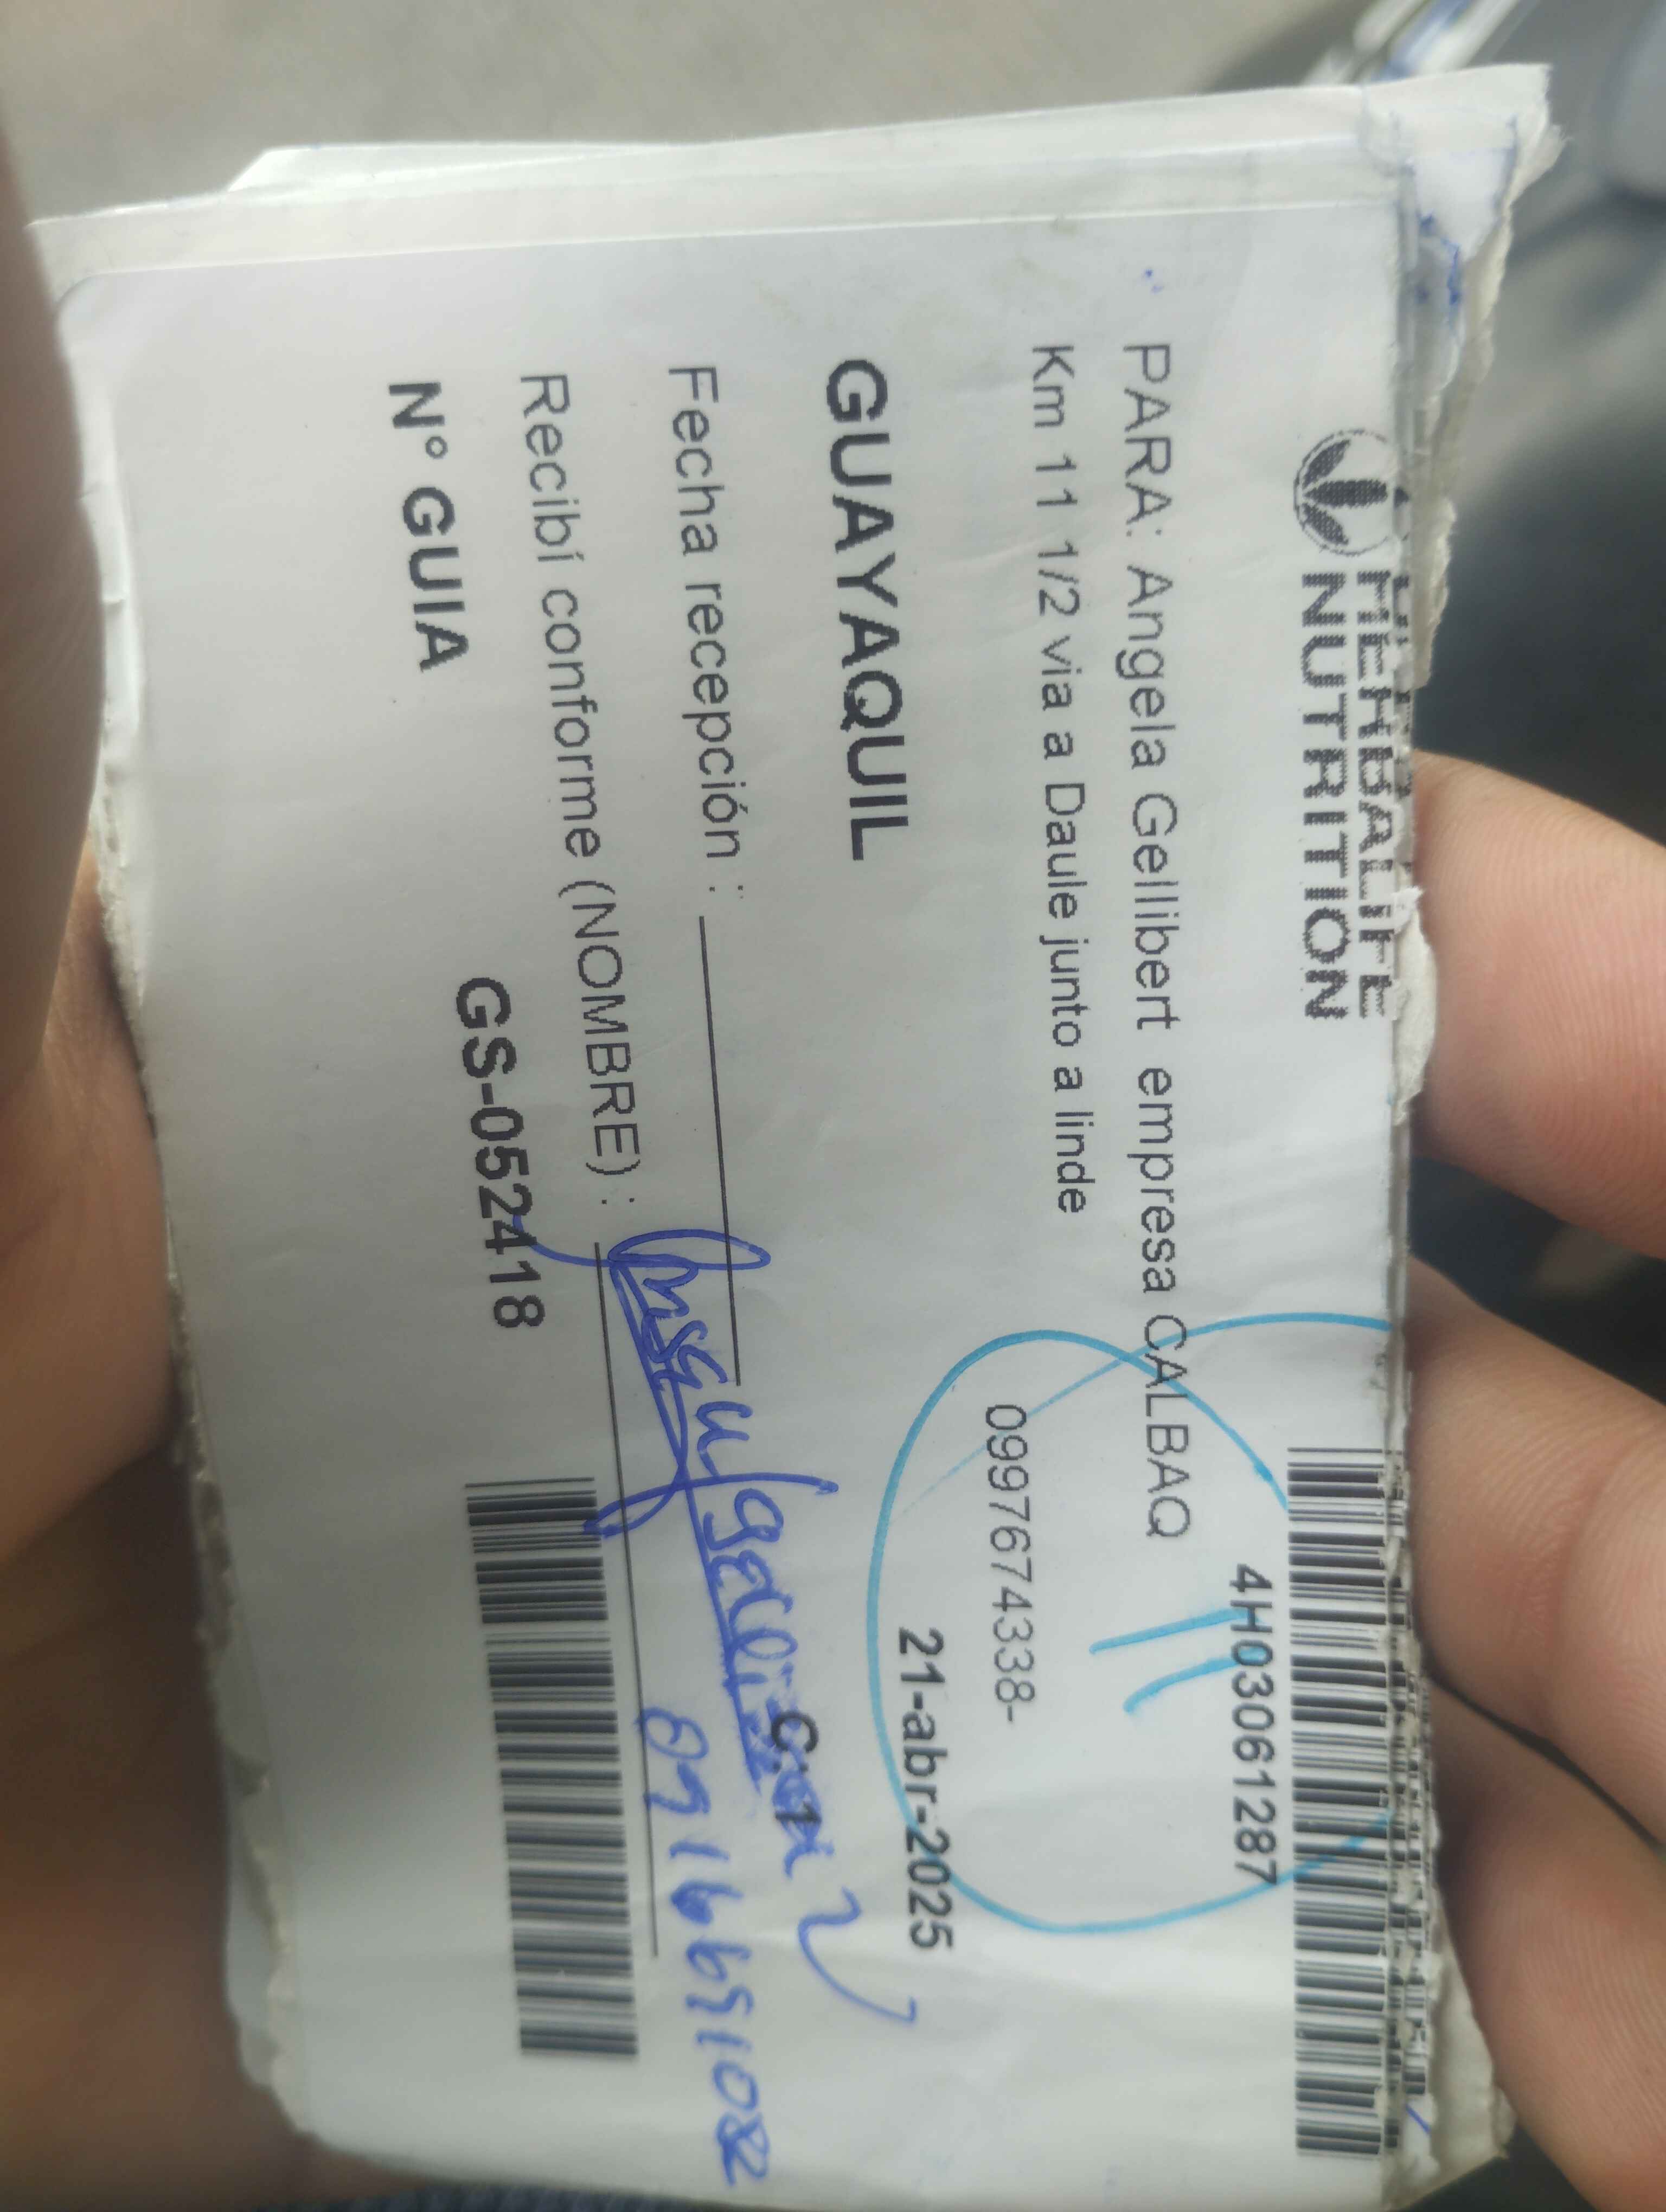 HERBALIFE
NUTRITION
4H03061287
PARA: Angela Gellibert empresa CALBAQ
Km 11 1/2 via a Daule junto a linde
0997674338-
GUAYAQUIL
21-abr-2025
Fecha recepción :
C. 1
Recibí conforme (NOMBRE) :
N° GUIA
GS-052418